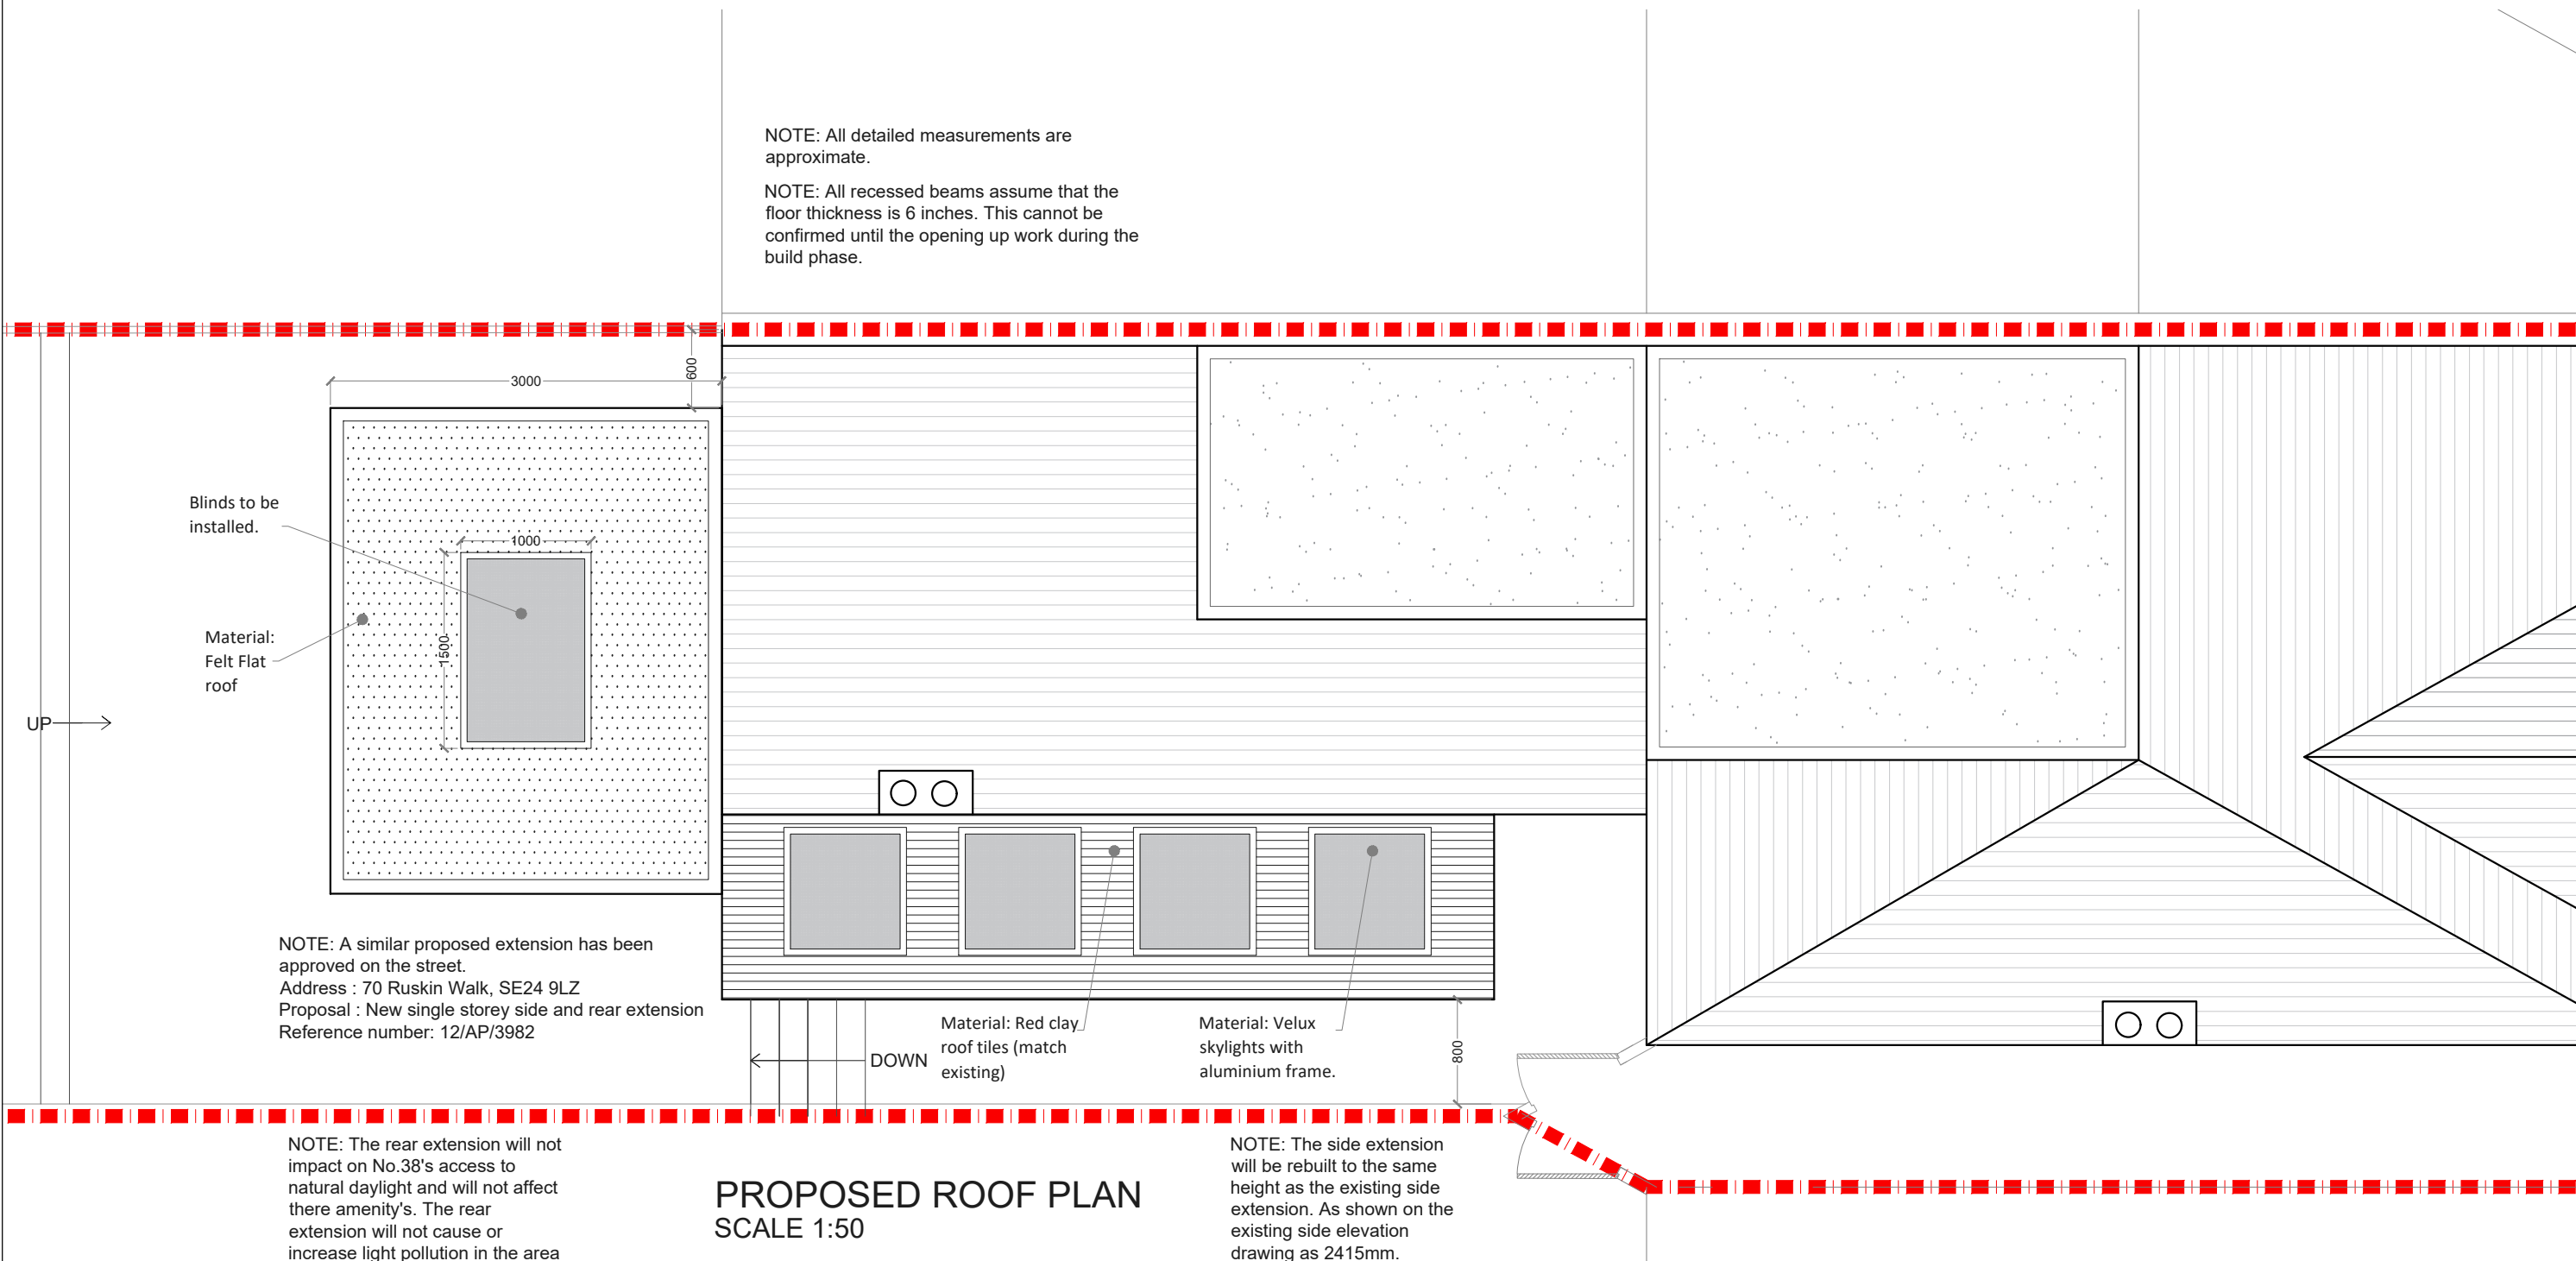 NOTE: All detailed measurements are
approximate.
NOTE: All recessed beams assume that the
floor thickness is 6 inches. This cannot be
confirmed until the opening up work during the
build phase.
3000
600
Blinds to be
installed.
1000
1500
Material:
Felt Flat
roof
UP
NOTE: A similar proposed extension has been
approved on the street.
Address : 70 Ruskin Walk, SE24 9LZ
Proposal : New single storey side and rear extension
Reference number: 12/AP/3982
DOWN
Material: Red clay
roof tiles (match
existing)
Material: Velux
skylights with
aluminium frame.
800
NOTE: The rear extension will not
impact on No.38's access to
natural daylight and will not affect
there amenity's. The rear
extension will not cause or
increase light pollution in the area
PROPOSED ROOF PLAN
SCALE 1:50
NOTE: The side extension
will be rebuilt to the same
height as the existing side
extension. As shown on the
existing side elevation
drawing as 2415mm.